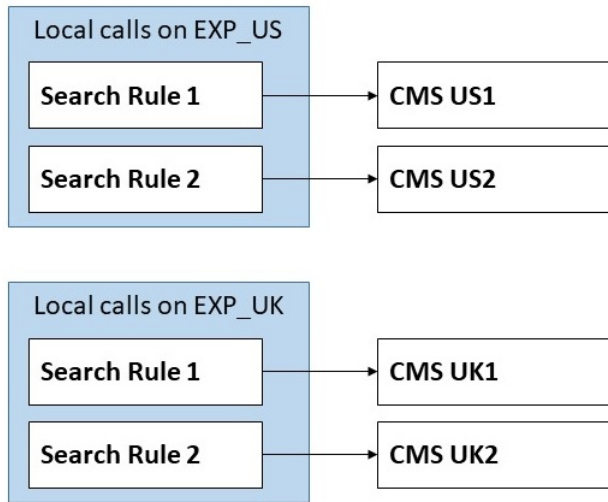 Local calls on EXP_US
Search Rule 1
CMS US1
Search Rule 2
CMS US2
Local calls on EXP_UK
Search Rule 1
CMS UK1
Search Rule 2
CMS UK2